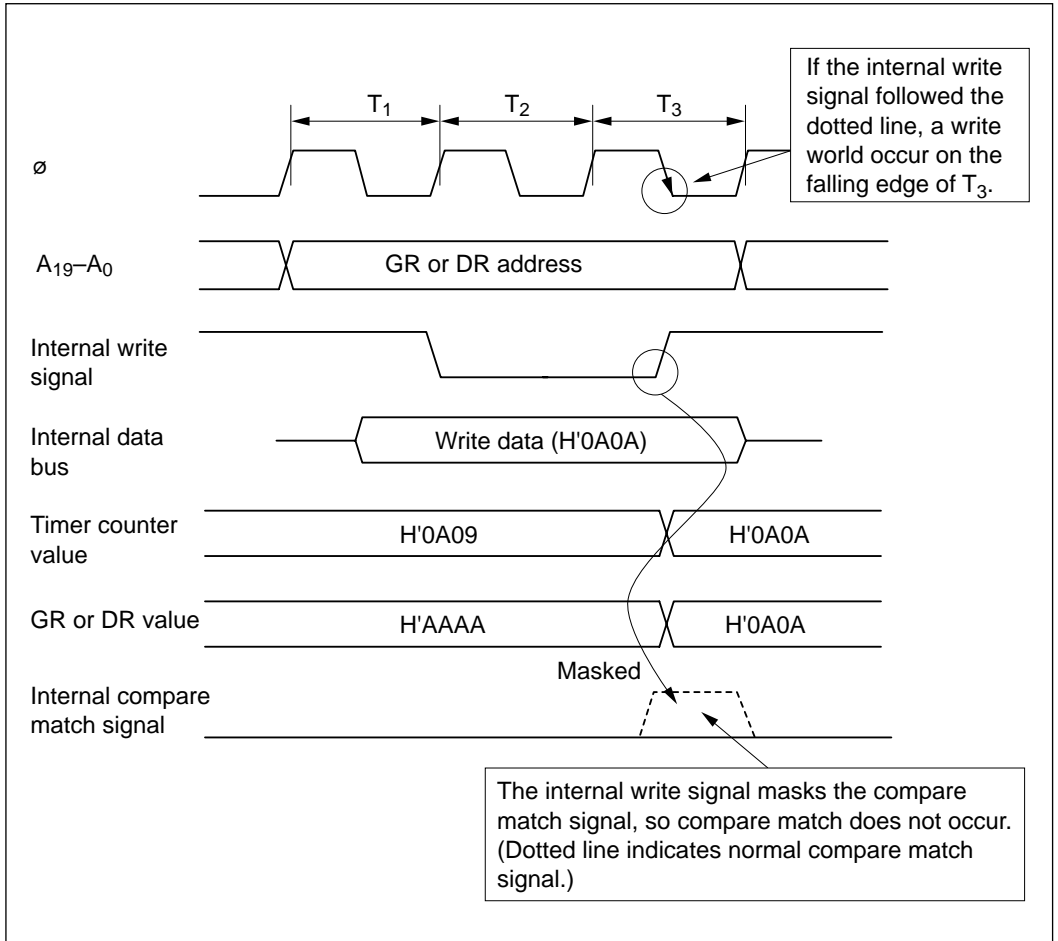 If the internal write
signal followed the
dotted line, a write
world occur on the
falling edge of T3.
T1
T2
T3
ø
A19–A0
GR or DR address
Internal write
signal
Internal data
bus
Write data (H'0A0A)
Timer counter
value
H'0A09
H'0A0A
GR or DR value
H'AAAA
H'0A0A
Masked
Internal compare
match signal
The internal write signal masks the compare
match signal, so compare match does not occur.
(Dotted line indicates normal compare match
signal.)